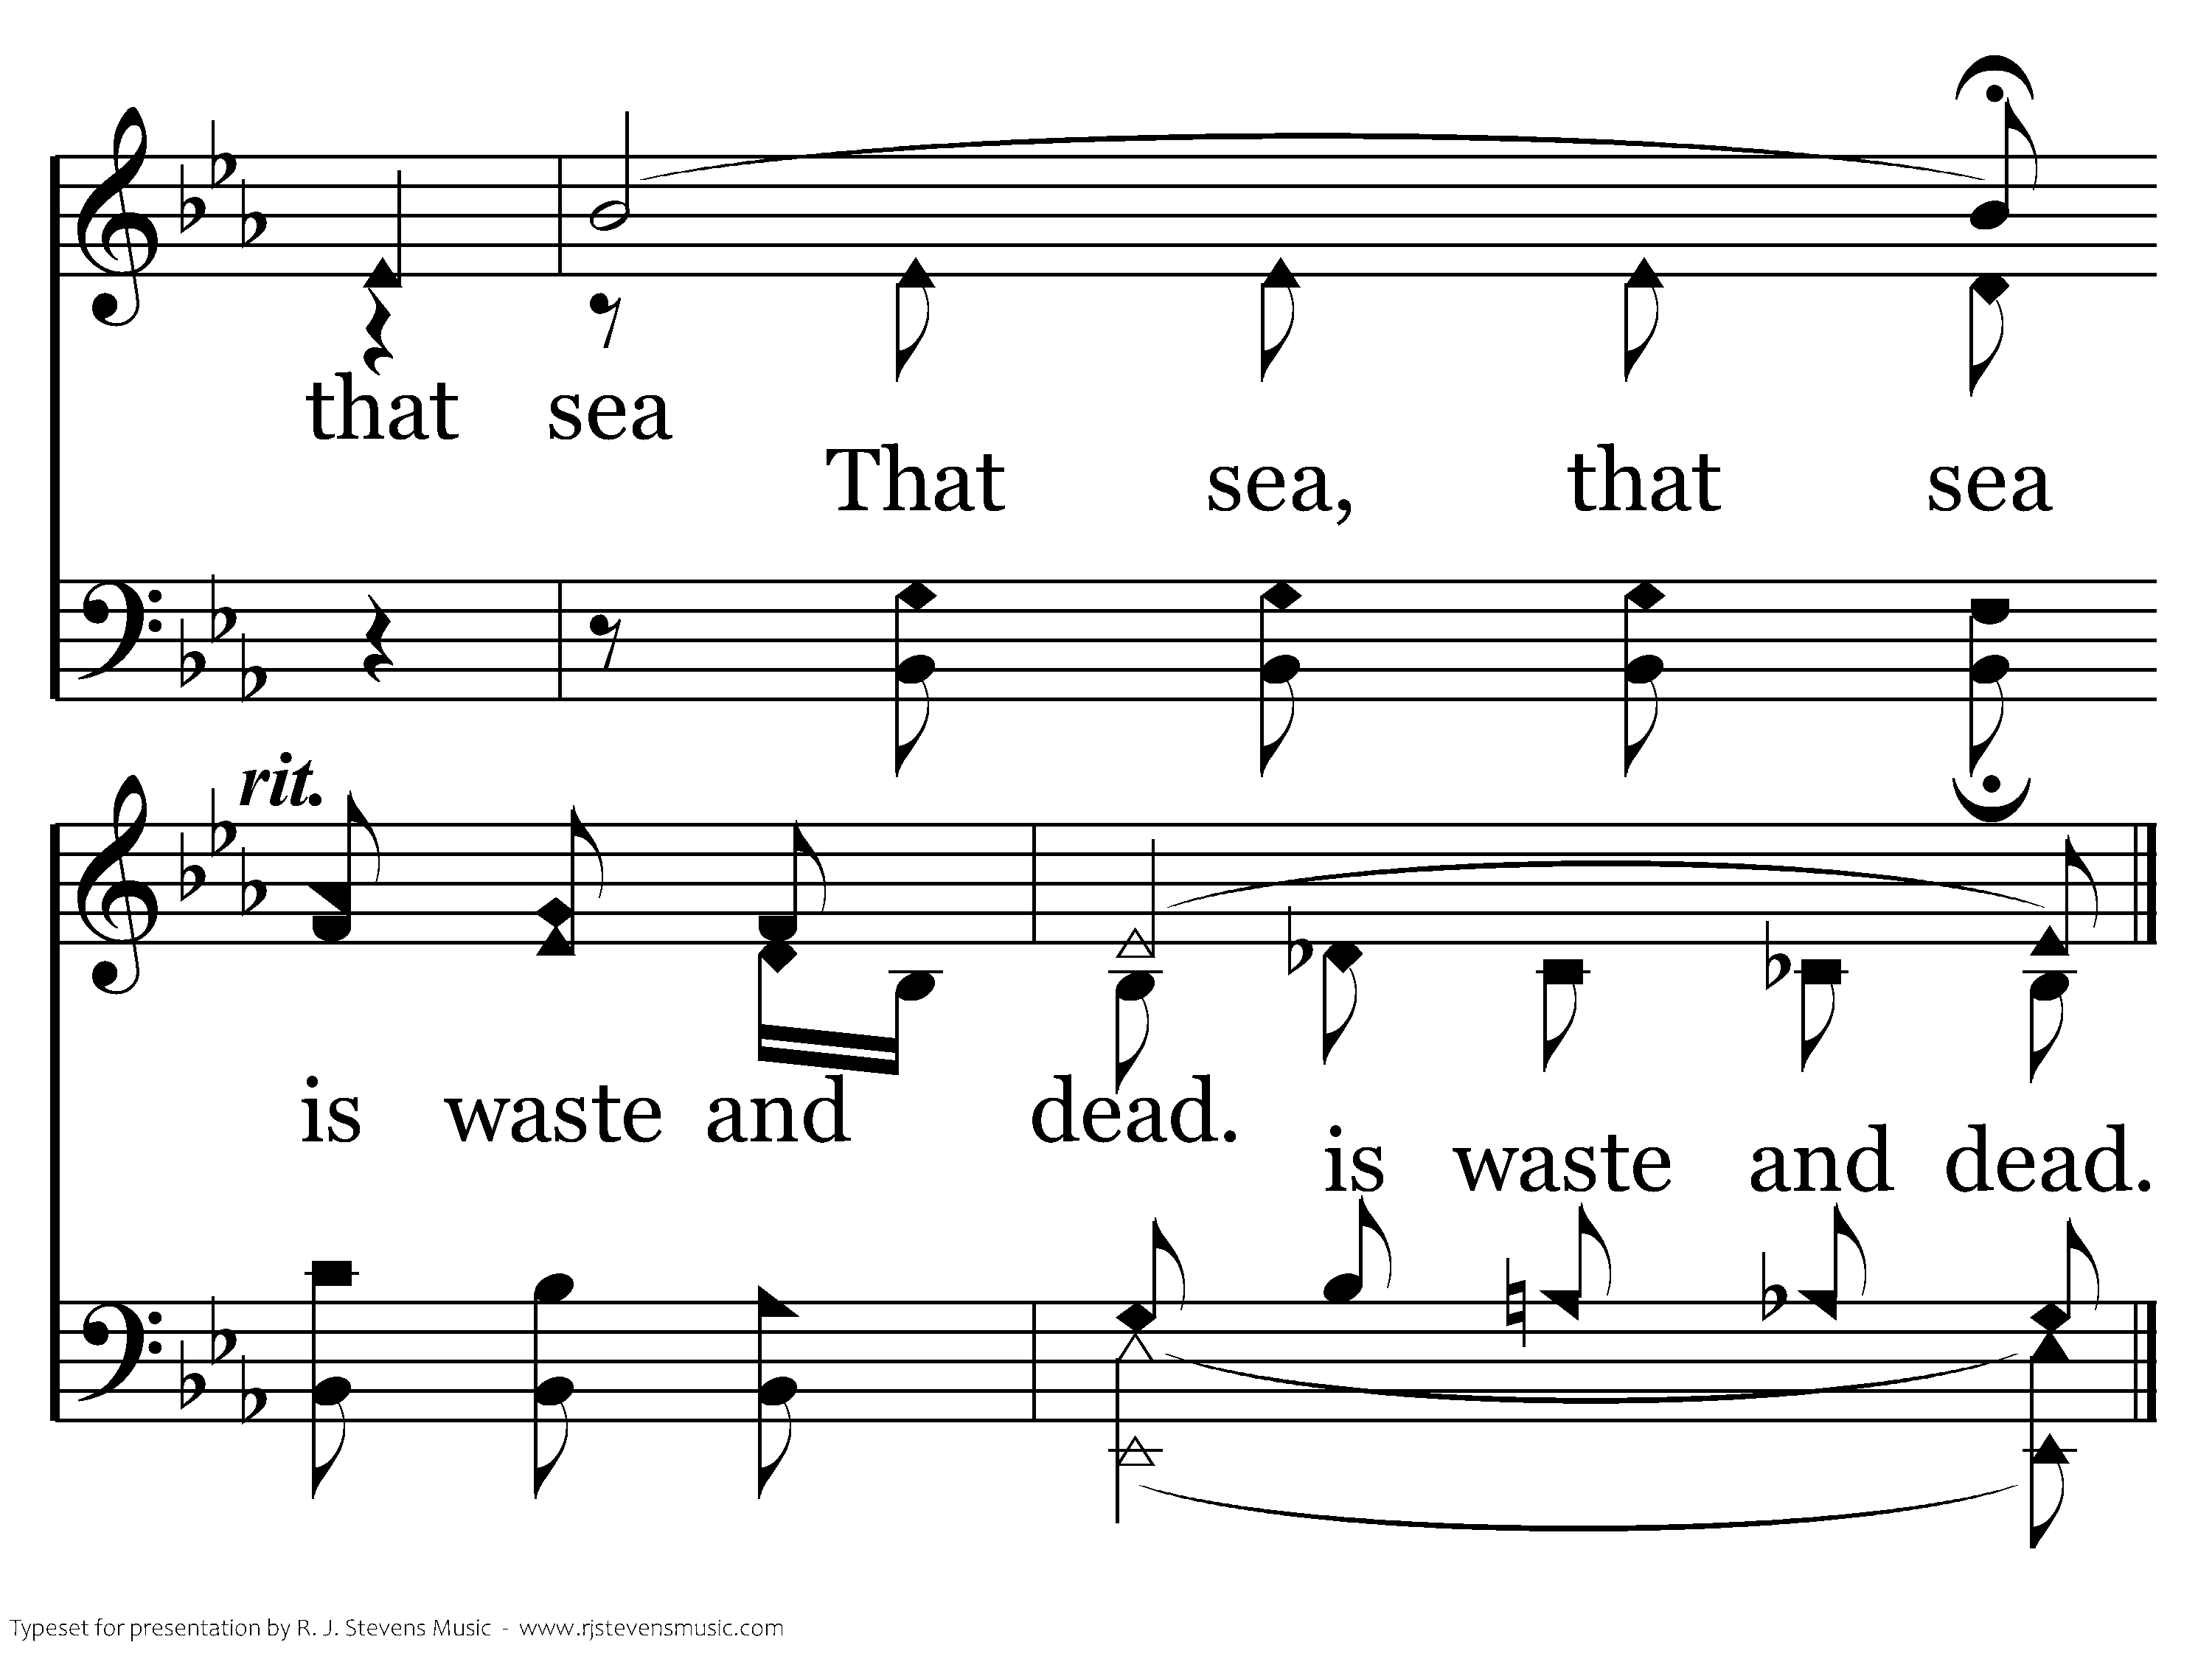 that sea
That sea, that sea
rit.
is waste and dead.
is waste and dead.
Typeset for presentation by R. J. Stevens Music - www.rjstevensmusic.com